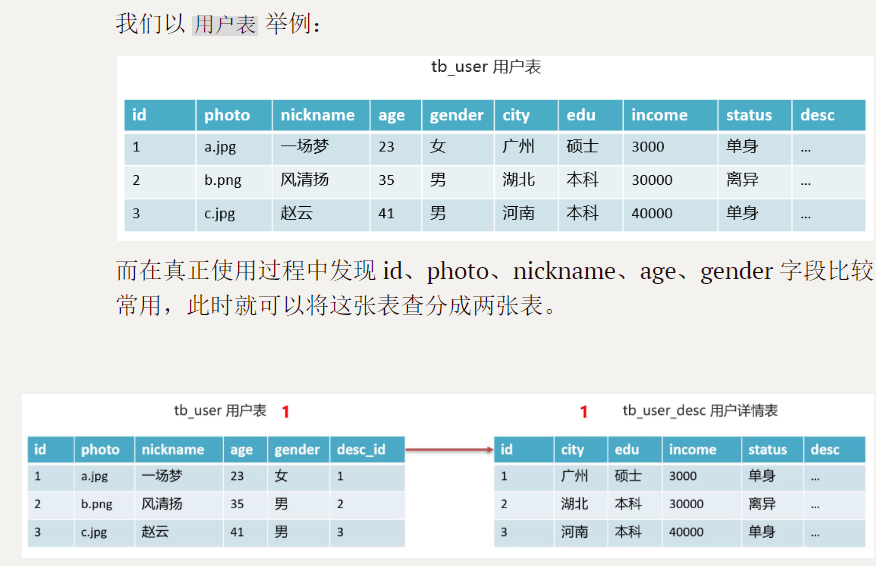 我们以 用户表 举例：
tb_user 用户表
id photo nickname age gender city edu income status desc
1 a.jpg 一场梦 23 女 广州 硕士 3000 单身 ...
2 b.png 风清扬 35 男 湖北 本科 30000 离异 ...
3 c.jpg 赵云 41 男 河南 本科 40000 单身 ...
而在真正使用过程中发现 id、photo、nickname、age、gender 字段比较
常用，此时就可以将这张表查分成两张表。
tb_user 用户表 1
id photo nickname age gender desc_id
1 a.jpg 一场梦 23 女 1
2 b.png 风清扬 35 男 2
3 c.jpg 赵云 41 男 3
1 tb_user_desc 用户详情表
id city edu income status desc
1 广州 硕士 3000 单身 ...
2 湖北 本科 30000 离异 ...
3 河南 本科 40000 单身 ...